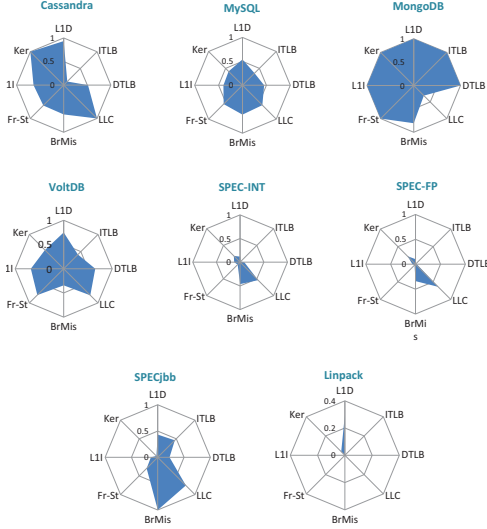 Cassandra
L1D
1
Ker
ITLB
0.5
1I
0
DTLB
Fr-St
LLC
BrMis
MySQL
L1D
1
Ker
ITLB
0.5
L1I
0
DTLB
Fr-St
LLC
BrMis
MongoDB
L1D
1
Ker
ITLB
0.5
L1I
0
DTLB
Fr-St
LLC
BrMis
VoltDB
L1D
1
Ker
ITLB
0.5
1I
0
DTLB
Fr-St
LLC
BrMis
SPEC-INT
L1D
1
Ker
ITLB
0.5
L1I
0
DTLB
Fr-St
LLC
BrMis
SPEC-FP
L1D
1
Ker
ITLB
0.5
L1I
0
DTLB
Fr-St
LLC
BrMi
s
SPECjbb
L1D
1
Ker
ITLB
0.5
L1I
0
DTLB
Fr-St
LLC
BrMis
Linpack
L1D
0.4
Ker
ITLB
0.2
L1I
0
DTLB
Fr-St
LLC
BrMis